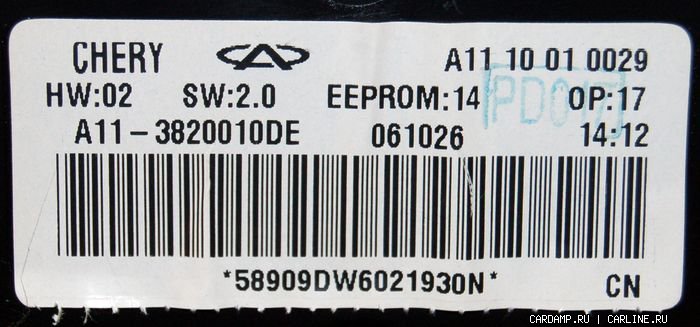 CHERY A11 10 01 0029
HW:02 SW:2.0 EEPROM:14 OP:17
PD017
A11-3820010DE 061026 14:12
*58909DW6021930N* CN
CARDAMP.RU | CARLINE.RU